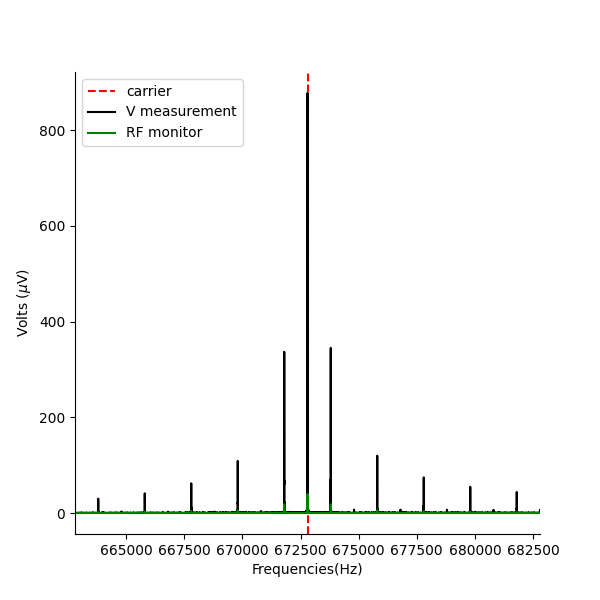 carrier
V measurement
RF monitor
800
600
400
200
0
Volts (μV)
665000 667500 670000 672500 675000 677500 680000 682500
Frequencies(Hz)